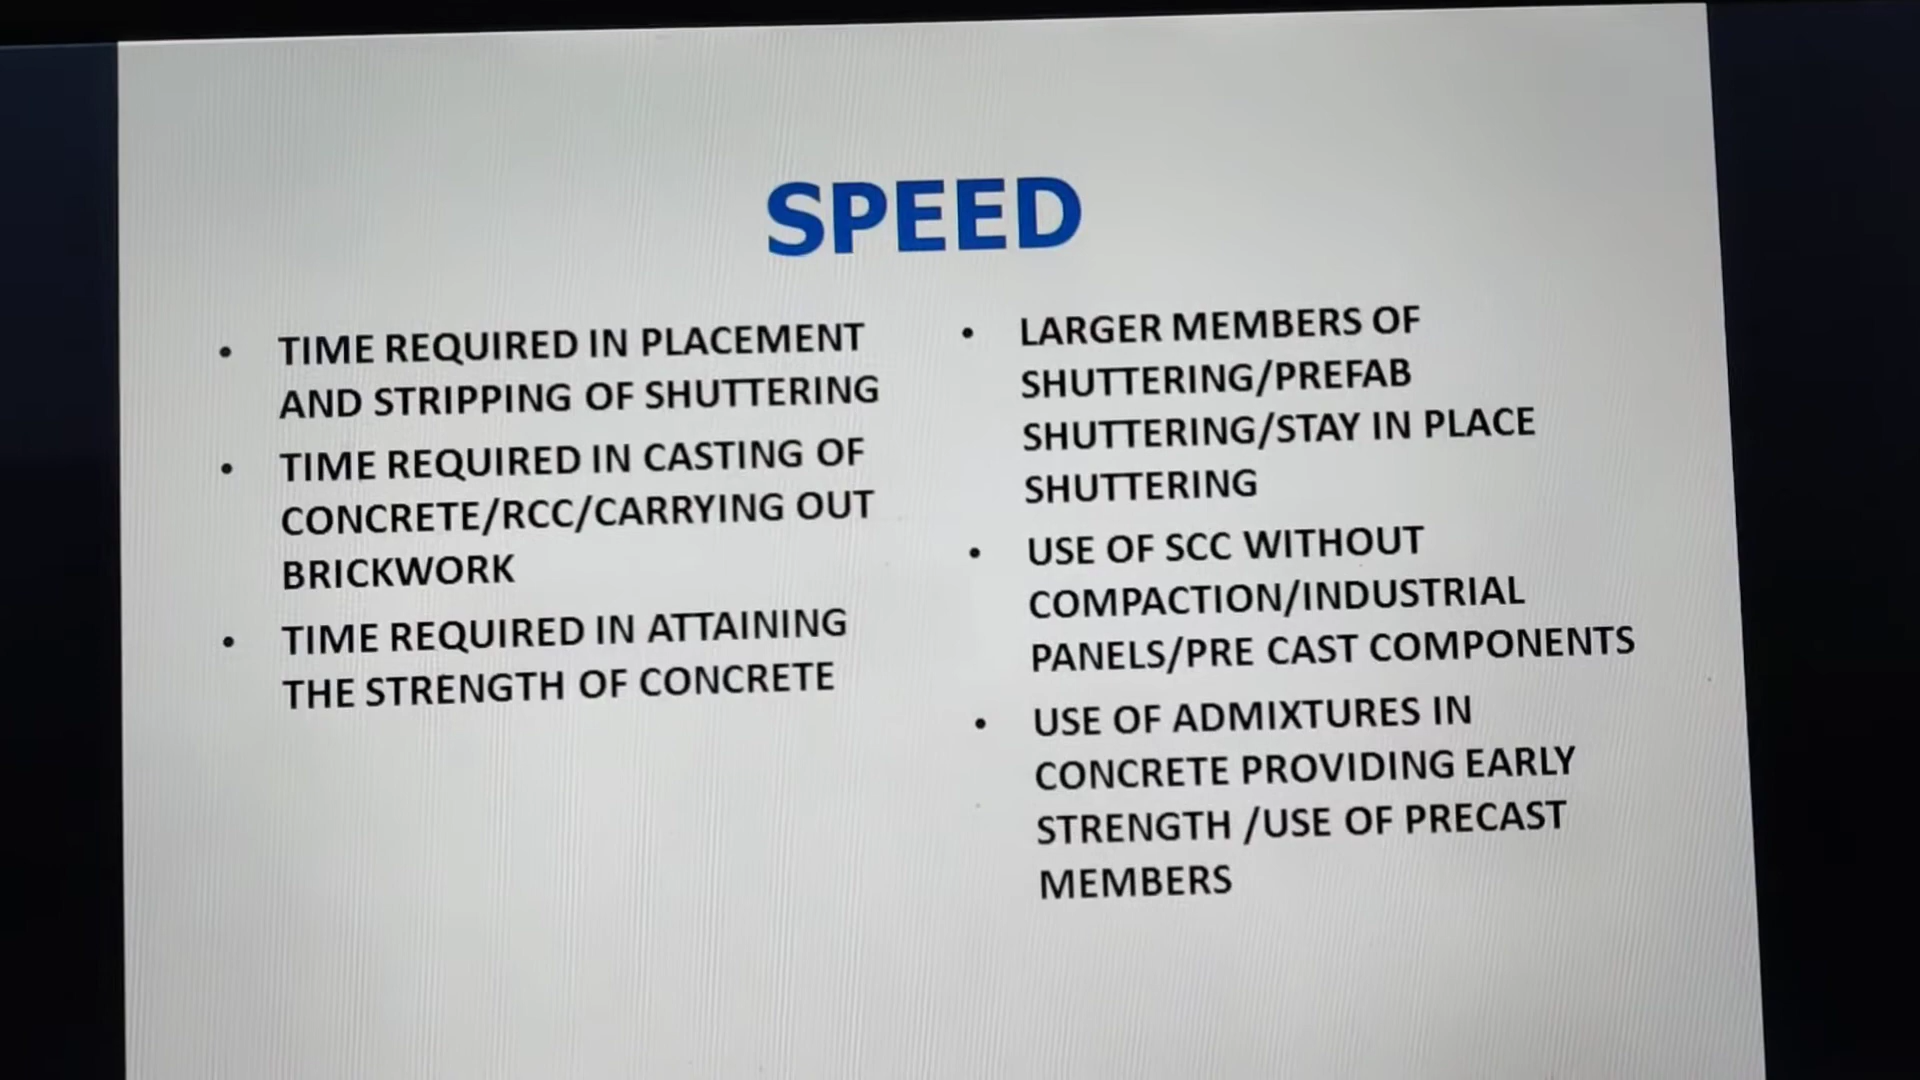 SPEED
• TIME REQUIRED IN PLACEMENT
AND STRIPPING OF SHUTTERING
• TIME REQUIRED IN CASTING OF
CONCRETE/RCC/CARRYING OUT
BRICKWORK
• TIME REQUIRED IN ATTAINING
THE STRENGTH OF CONCRETE
• LARGER MEMBERS OF
SHUTTERING/PREFAB
SHUTTERING/STAY IN PLACE
SHUTTERING
• USE OF SCC WITHOUT
COMPACTION/INDUSTRIAL
PANELS/PRE CAST COMPONENTS
• USE OF ADMIXTURES IN
CONCRETE PROVIDING EARLY
STRENGTH /USE OF PRECAST
MEMBERS